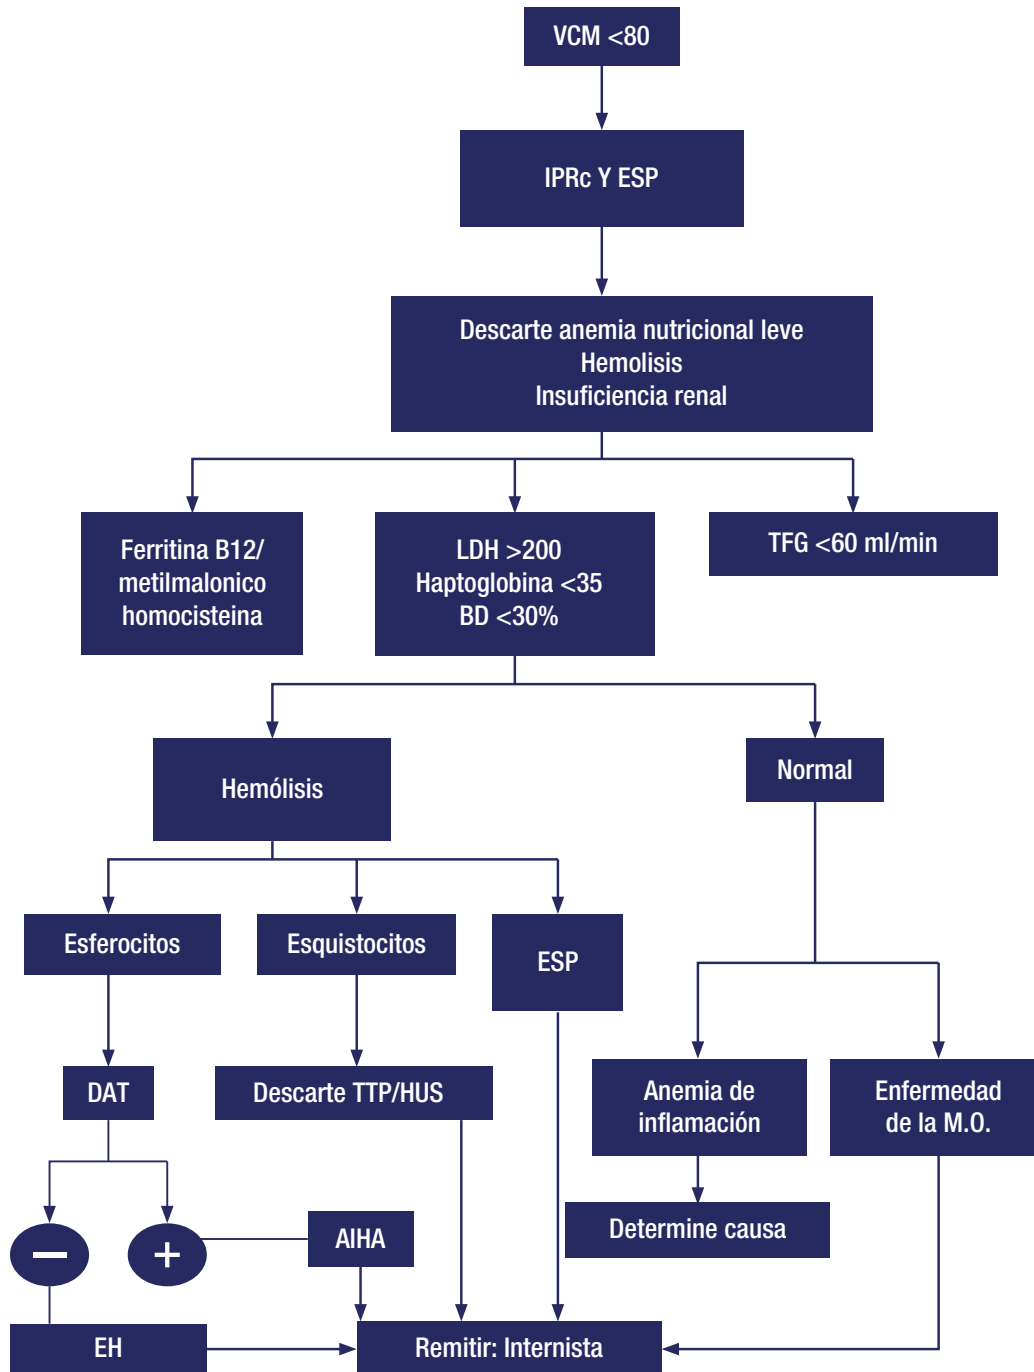 VCM <80
IPRc Y ESP
Descarte anemia nutricional leve
Hemolisis
Insuficiencia renal
Ferritina B12/
metilmalonico
homocisteina
LDH >200
Haptoglobina <35
BD <30%
TFG <60 ml/min
Hemólisis
Normal
Esferocitos
Esquistocitos
ESP
DAT
Descarte TTP/HUS
Anemia de
inflamación
Enfermedad
de la M.O.
Determine causa
−
+
AIHA
EH
Remitir: Internista